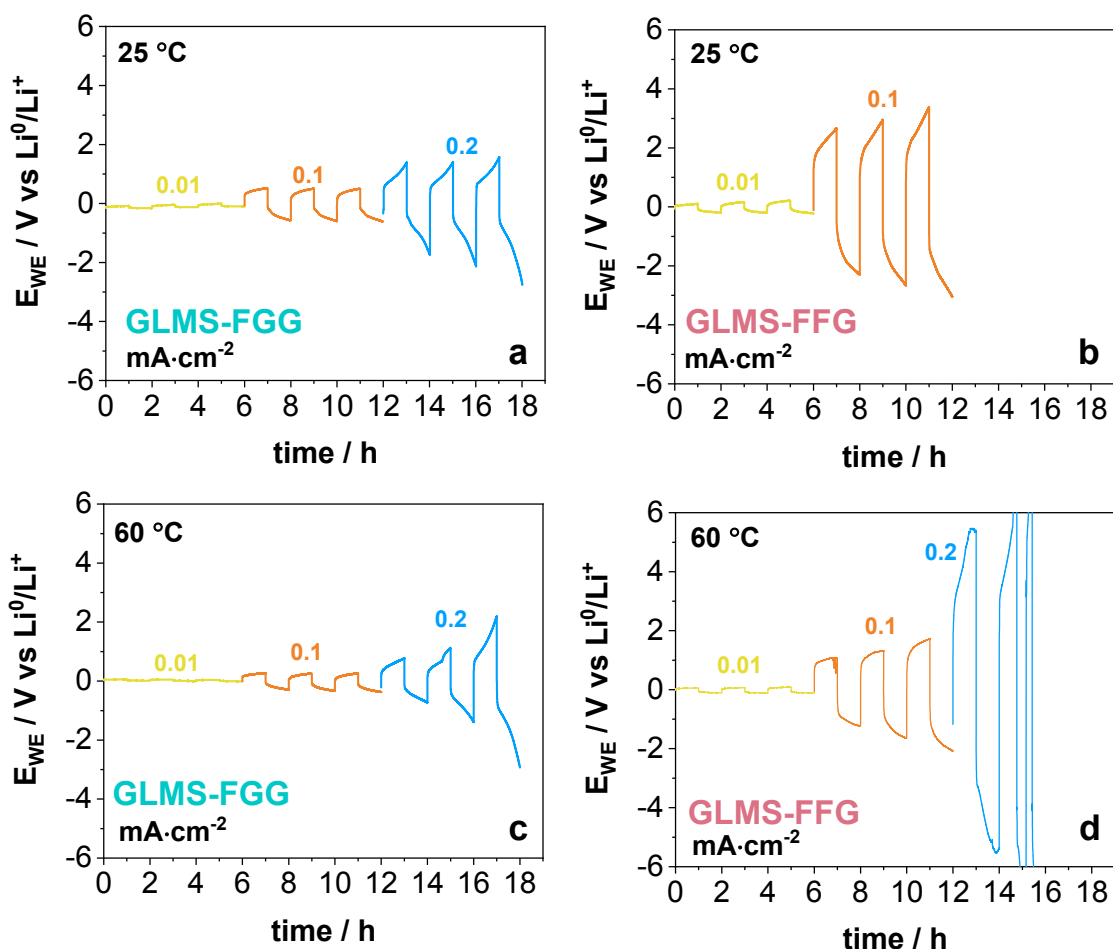 25 °C
0.01
0.1
0.2
GLMS-FGG
mA·cm⁻²
a
E_WE / V vs Li⁰/Li⁺
6
4
2
0
-2
-4
-6
0 2 4 6 8 10 12 14 16 18
time / h
25 °C
0.01
0.1
GLMS-FFG
mA·cm⁻²
b
E_WE / V vs Li⁰/Li⁺
6
4
2
0
-2
-4
-6
0 2 4 6 8 10 12 14 16 18
time / h
60 °C
0.01
0.1
0.2
GLMS-FGG
mA·cm⁻²
c
E_WE / V vs Li⁰/Li⁺
6
4
2
0
-2
-4
-6
0 2 4 6 8 10 12 14 16 18
time / h
60 °C
0.01
0.1
0.2
GLMS-FFG
mA·cm⁻²
d
E_WE / V vs Li⁰/Li⁺
6
4
2
0
-2
-4
-6
0 2 4 6 8 10 12 14 16 18
time / h